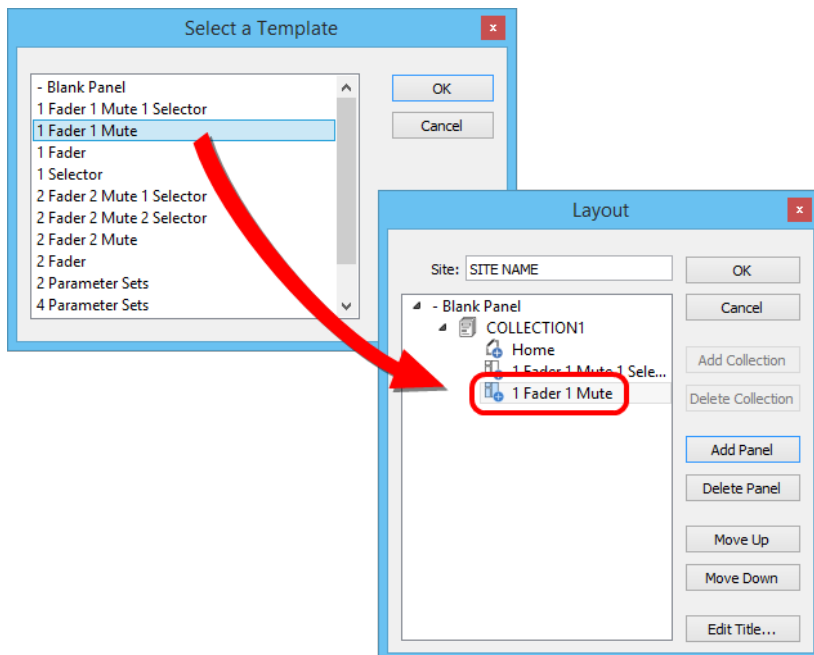 Select a Template
x
- Blank Panel
1 Fader 1 Mute 1 Selector
1 Fader 1 Mute
1 Fader
1 Selector
2 Fader 2 Mute 1 Selector
2 Fader 2 Mute 2 Selector
2 Fader 2 Mute
2 Fader
2 Parameter Sets
4 Parameter Sets
OK
Cancel
Layout
x
Site: SITE NAME
- Blank Panel
COLLECTION1
Home
1 Fader 1 Mute 1 Sele...
1 Fader 1 Mute
OK
Cancel
Add Collection
Delete Collection
Add Panel
Delete Panel
Move Up
Move Down
Edit Title...